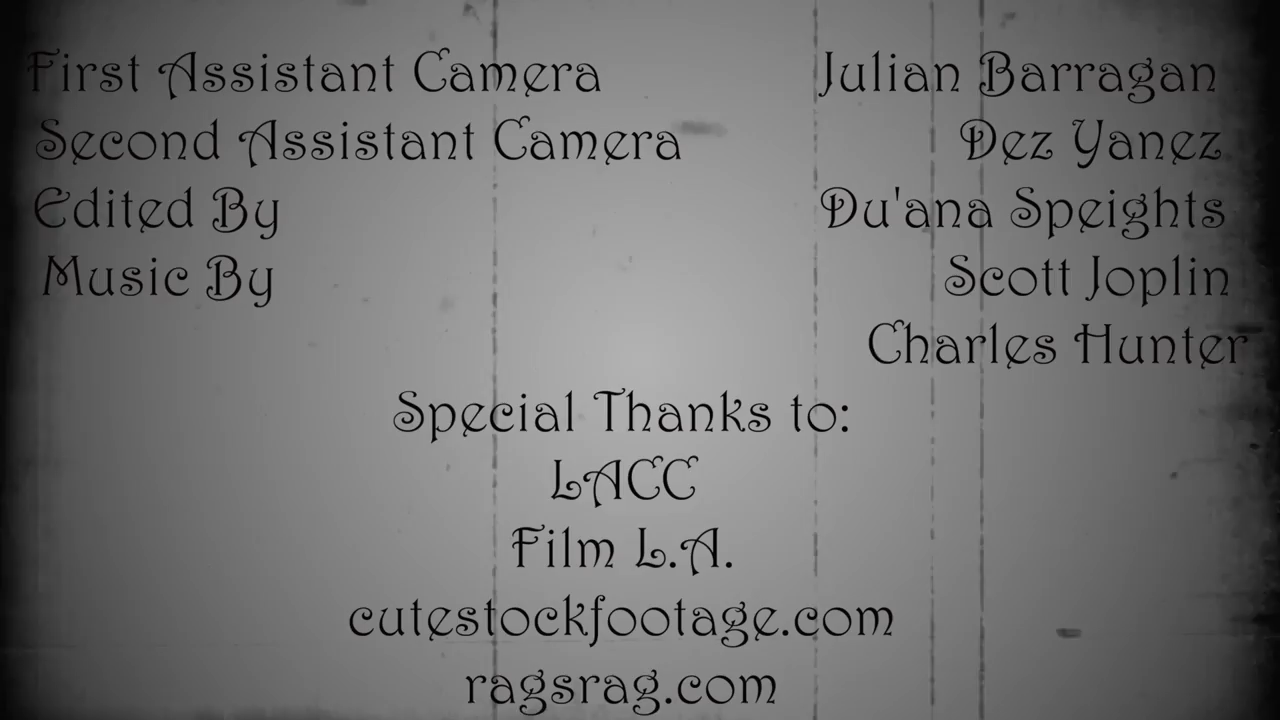 First Assistant Camera Julian Barragan
Second Assistant Camera Dez Yanez
Edited By Du'ana Speights
Music By Scott Joplin
Charles Hunter
Special Thanks to:
LACC
Film L.A.
cutestockfootage.com
ragsrag.com